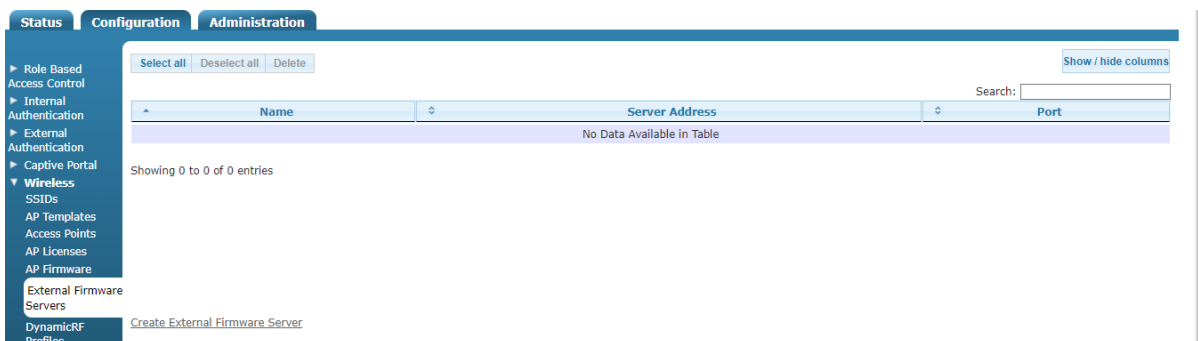 Status Configuration Administration
Select all Deselect all Delete
Show / hide columns
Search:
Name Server Address Port
No Data Available in Table
Showing 0 to 0 of 0 entries
Create External Firmware Server
Role Based
Access Control
Internal
Authentication
External
Authentication
Captive Portal
Wireless
SSIDs
AP Templates
Access Points
AP Licenses
AP Firmware
External Firmware
Servers
DynamicRF
Profiles